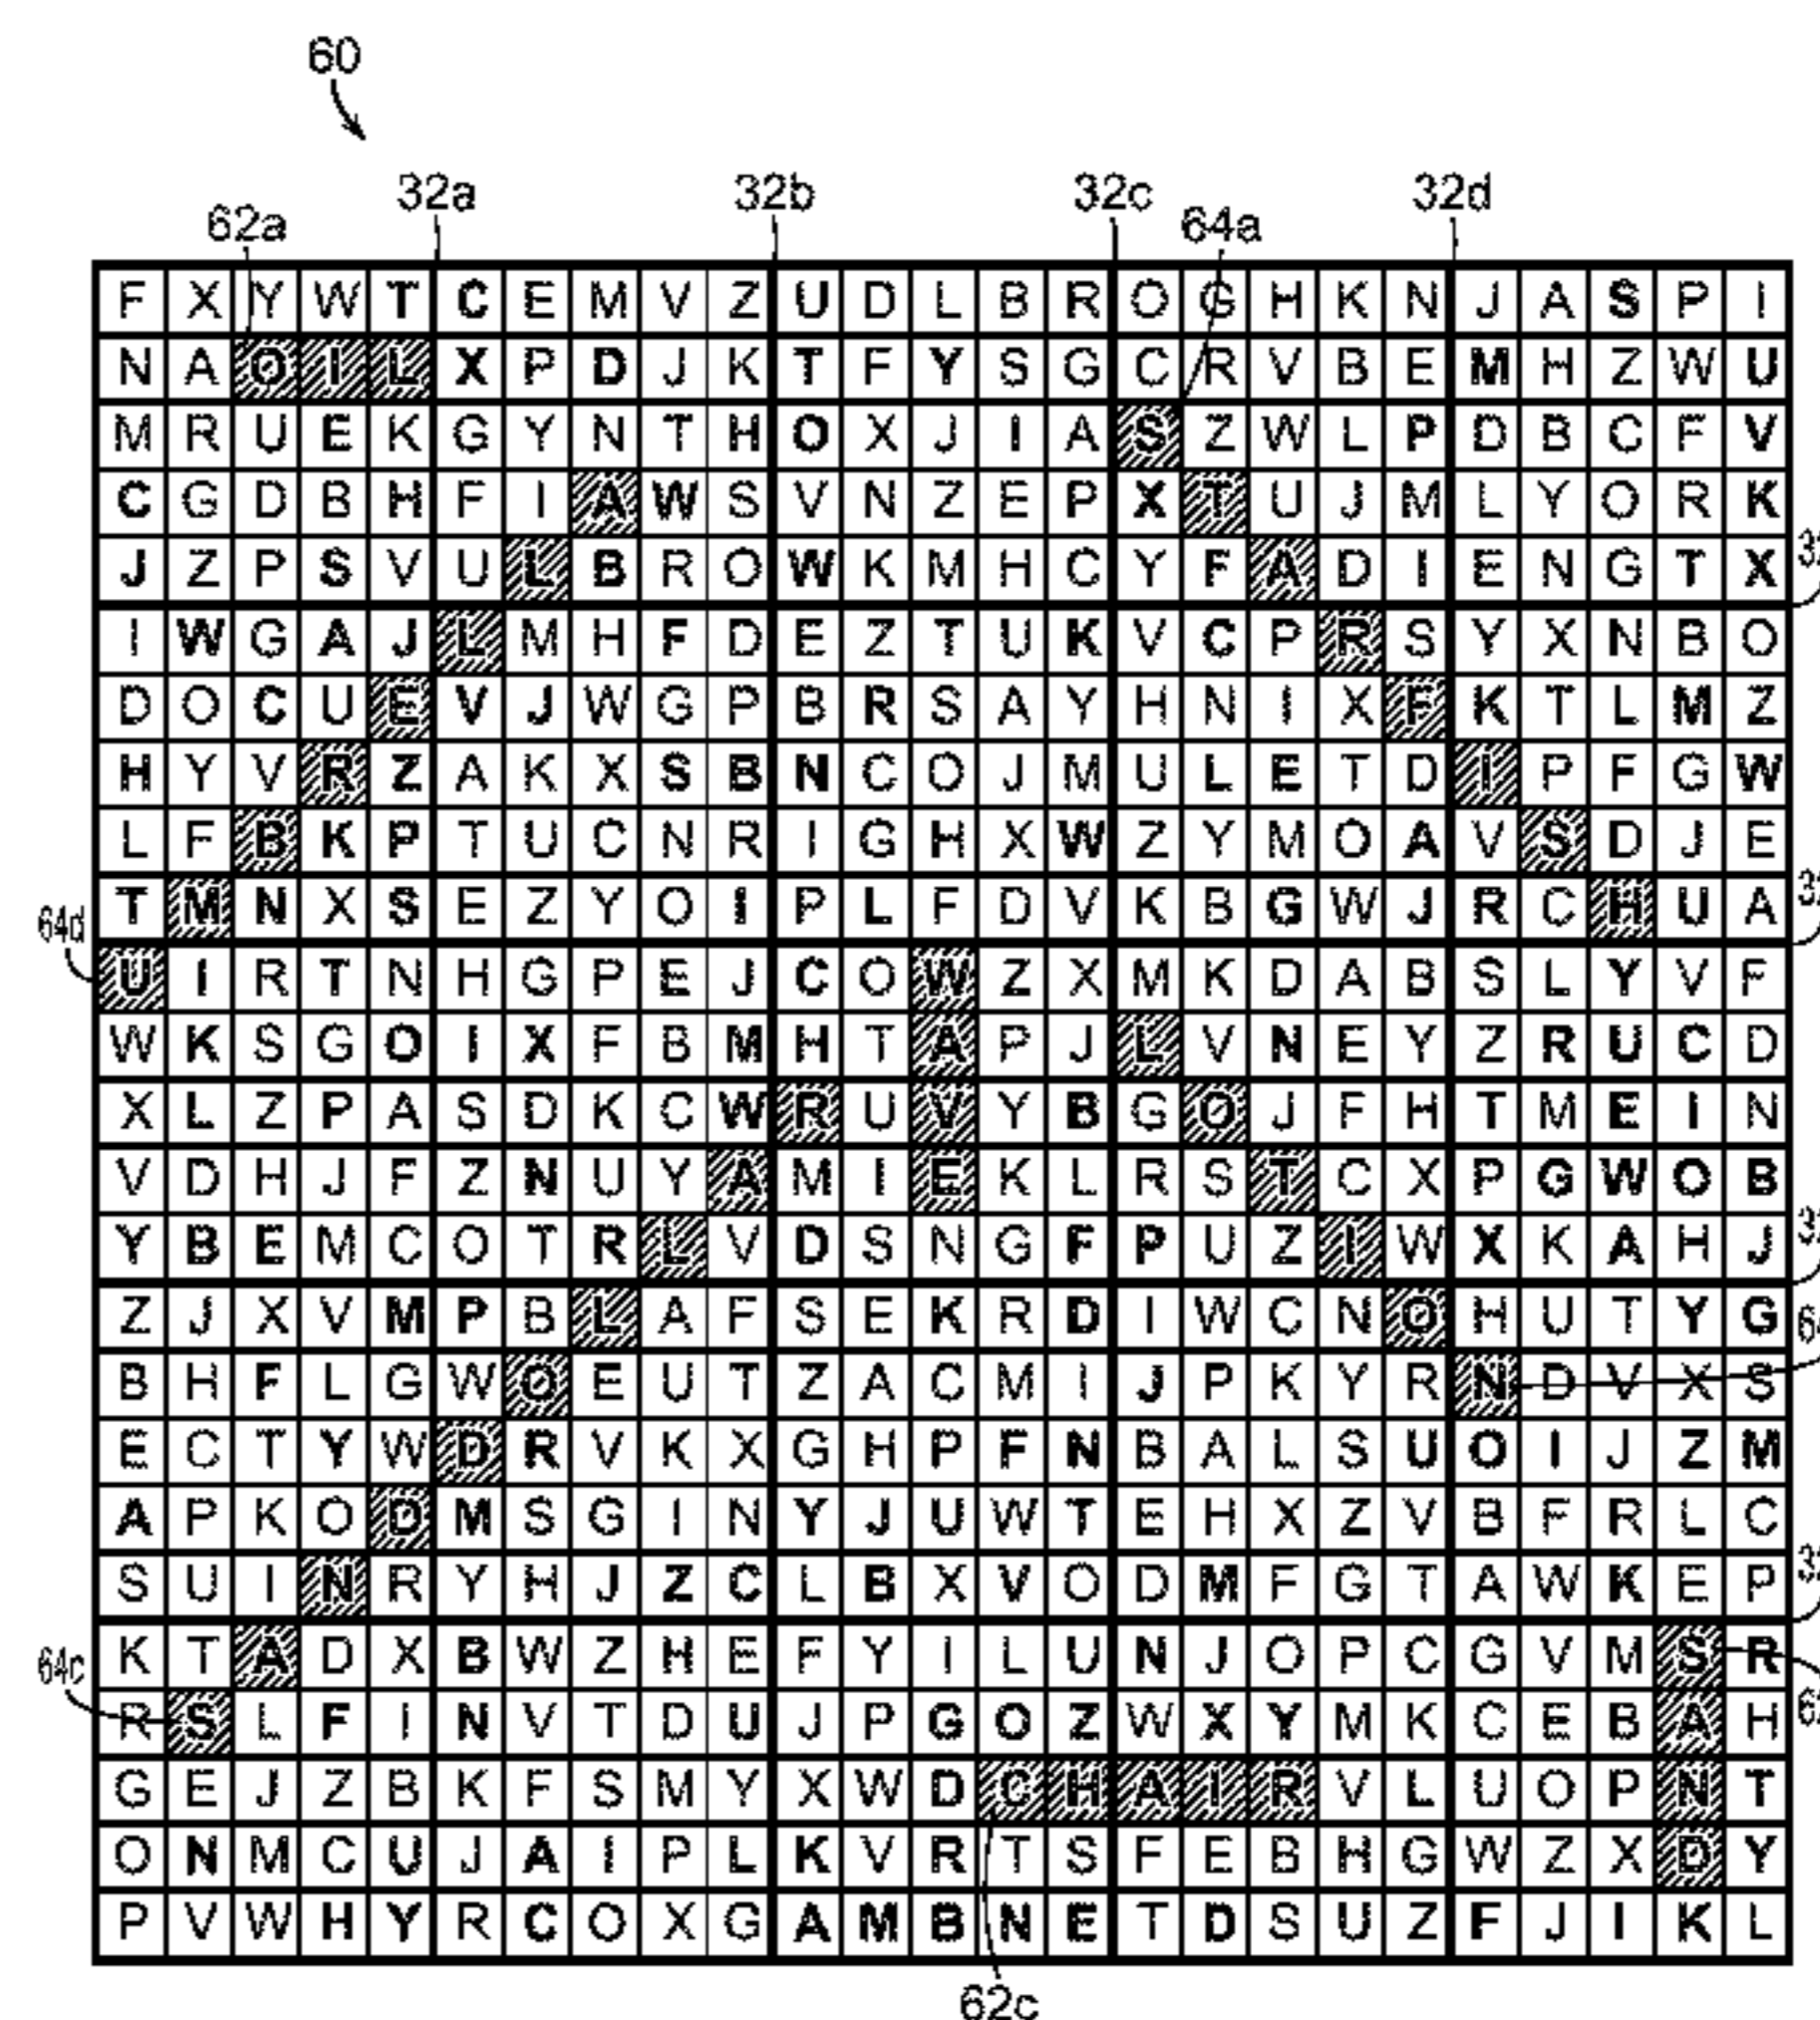 60
32a 32b 32c 32d
62a 64a
F X Y W T C E M V Z U D L B R O G H K N J A S P I
N A O I L X P D J K T F Y S G C R V B E M H Z W U
M R U E K G Y N T H O X J I A S Z W L P D B C F V
C G D B H F I A W S V N Z E P X T U J M L Y O R K
J Z P S V U L B R O W K M H C Y F A D I E N G T X
I W G A J L M H F D E Z T U K V C P R S Y X N B O
D O C U E V J W G P B R S A Y H N I X F K T L M Z
H Y V R Z A K X S B N C O J M U L E T D I P F G W
L F B K P T U C N R I G H X W Z Y M O A V S D J E
T M N X S E Z Y O I P L F D V K B G W J R C H U A
64d
U I R T N H G P E J C O W Z X M K D A B S L Y V F
W K S G O I X F B M H T A P J L V N E Y Z R U C D
X L Z P A S D K C W R U V Y B G O J F H T M E I N
V D H J F Z N U Y A M I E K L R S T C X P G W O B
Y B E M C O T R L V D S N G F P U Z I W X K A H J
Z J X V M P B L A F S E K R D I W C N O H U T Y G
B H F L G W O E U T Z A C M I J P K Y R N D V X S
E C T Y W D R V K X G H P F N B A L S U O I J Z M
A P K O D M S G I N Y J U W T E H X Z V B F R L C
S U I N R Y H J Z C L B X V O D M F G T A W K E P
K T A D X B W Z H E F Y I L U N J O P C G V M S R
64c
R S L F I N V T D U J P G O Z W X Y M K C E B A H
G E J Z B K F S M Y X W D C H A I R V L U O P N T
O N M C U J A I P L K V R T S F E B H G W Z X D Y
P V W H Y R C O X G A M B N E T D S U Z F J I K L
62c